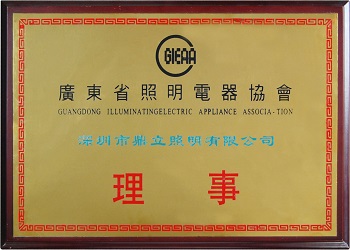 GIEAA
廣東省照明電器協會
GUANGDONG ILLUMINATINGELECTRIC APPLIANCE ASSOCIA-TION
深圳市鼎立照明有限公司
理事